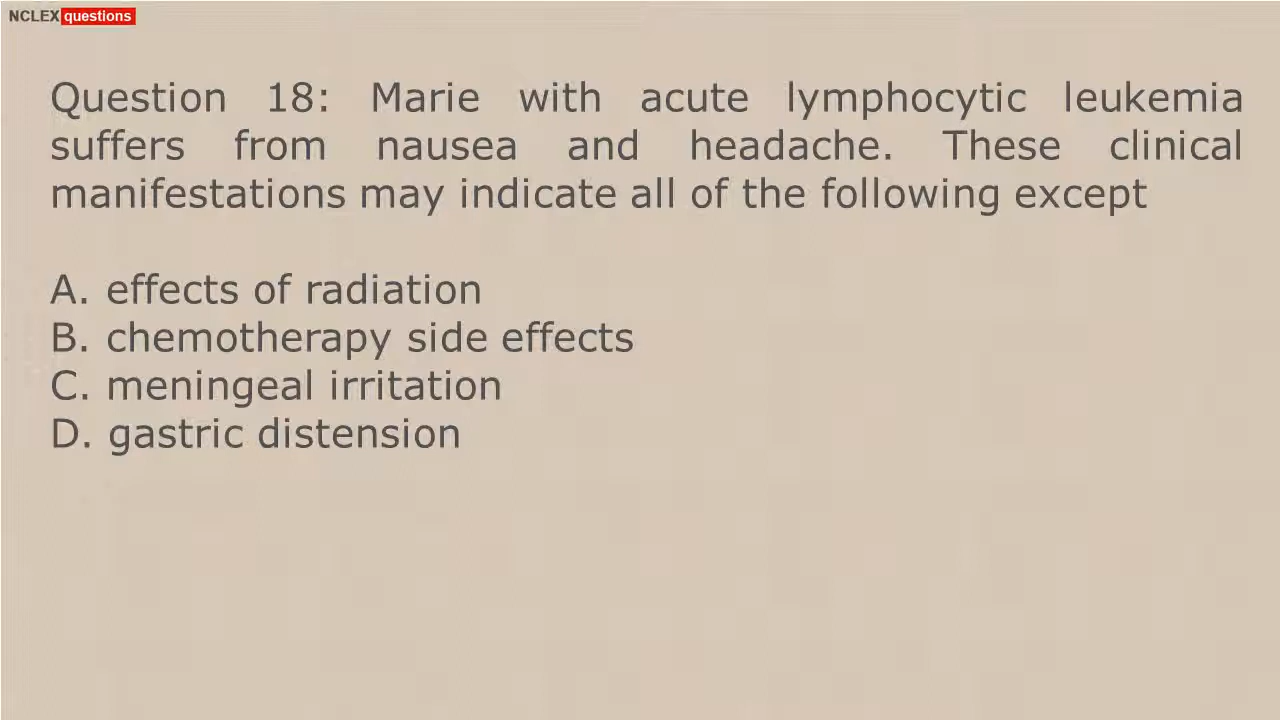 NCLEX questions
Question 18: Marie with acute lymphocytic leukemia
suffers from nausea and headache. These clinical
manifestations may indicate all of the following except
A. effects of radiation
B. chemotherapy side effects
C. meningeal irritation
D. gastric distension